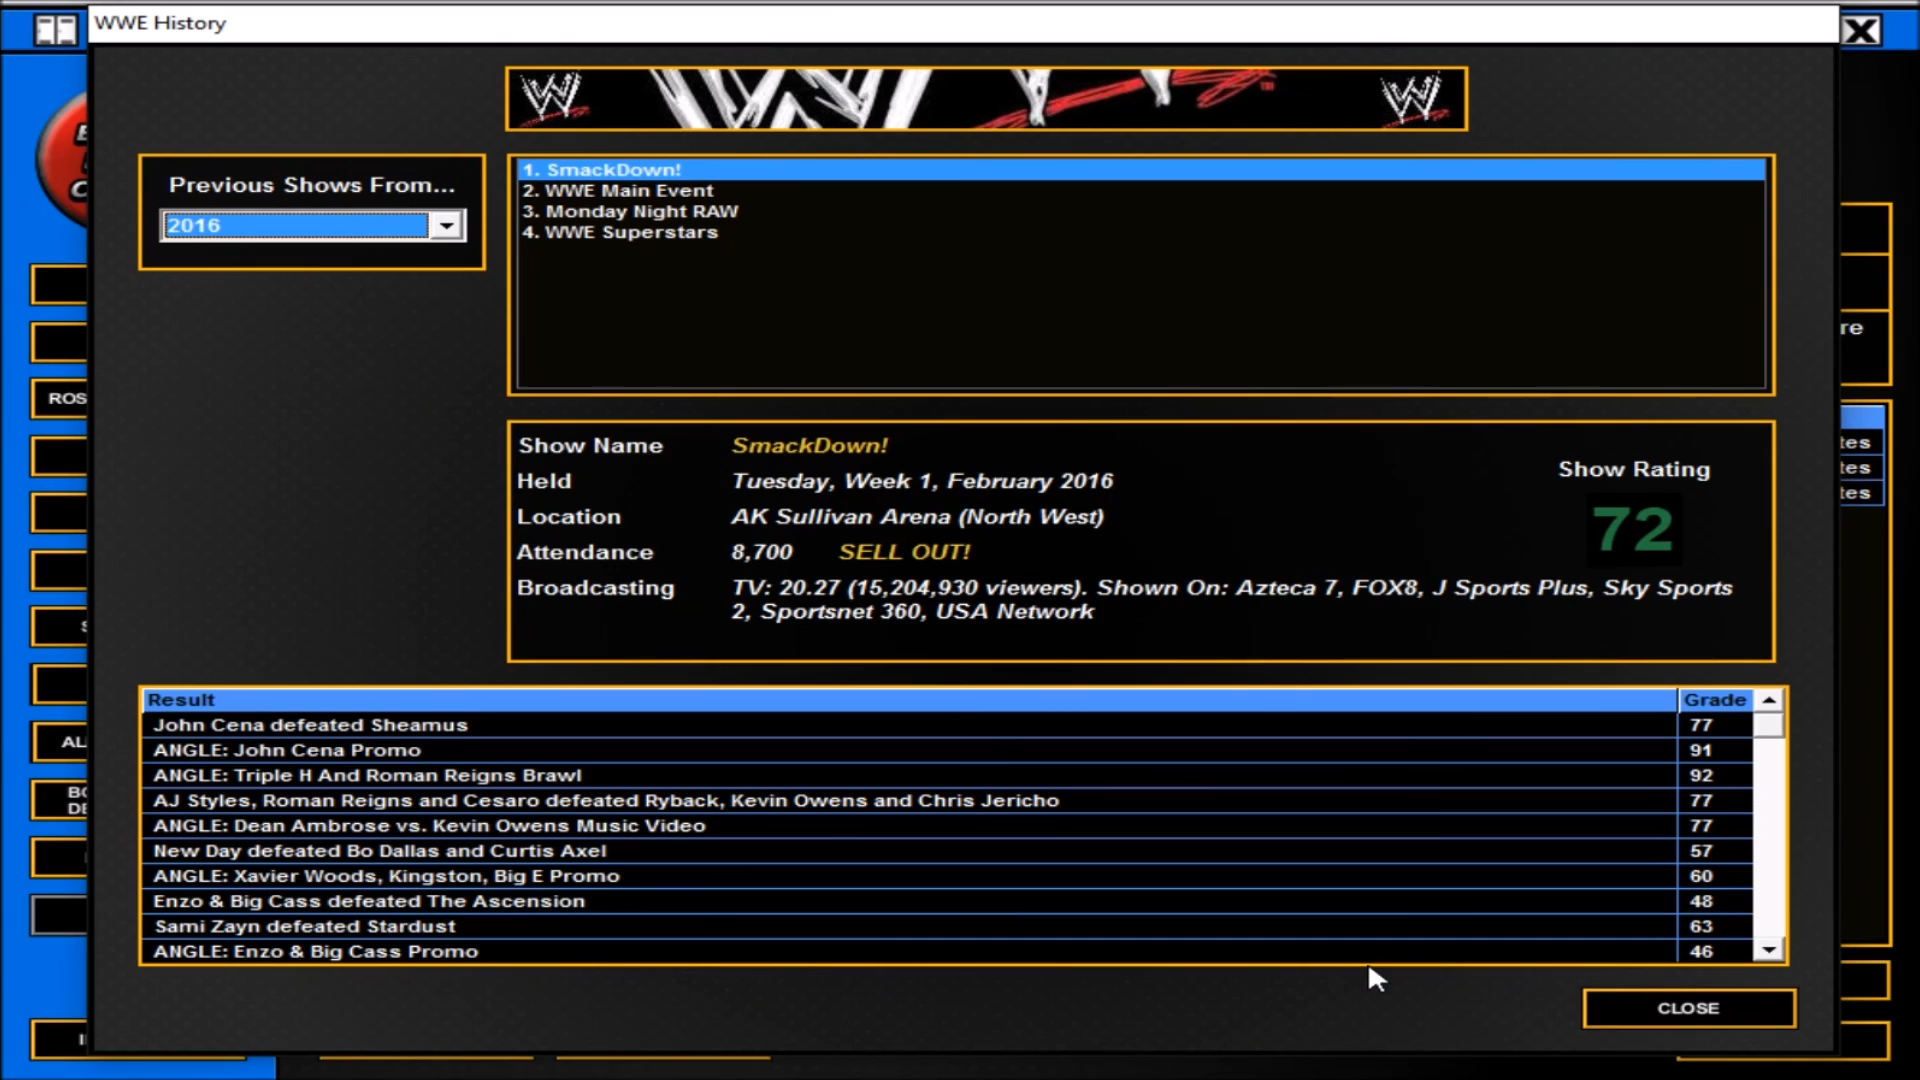 WWE History
Previous Shows From...
2016
1. SmackDown!
2. WWE Main Event
3. Monday Night RAW
4. WWE Superstars
Show Name SmackDown!
Held Tuesday, Week 1, February 2016
Location AK Sullivan Arena (North West)
Attendance 8,700 SELL OUT!
Broadcasting TV: 20.27 (15,204,930 viewers). Shown On: Azteca 7, FOX8, J Sports Plus, Sky Sports
2, Sportsnet 360, USA Network
Show Rating
72
Result Grade
John Cena defeated Sheamus 77
ANGLE: John Cena Promo 91
ANGLE: Triple H And Roman Reigns Brawl 92
AJ Styles, Roman Reigns and Cesaro defeated Ryback, Kevin Owens and Chris Jericho 77
ANGLE: Dean Ambrose vs. Kevin Owens Music Video 77
New Day defeated Bo Dallas and Curtis Axel 57
ANGLE: Xavier Woods, Kingston, Big E Promo 60
Enzo & Big Cass defeated The Ascension 48
Sami Zayn defeated Stardust 63
ANGLE: Enzo & Big Cass Promo 46
CLOSE